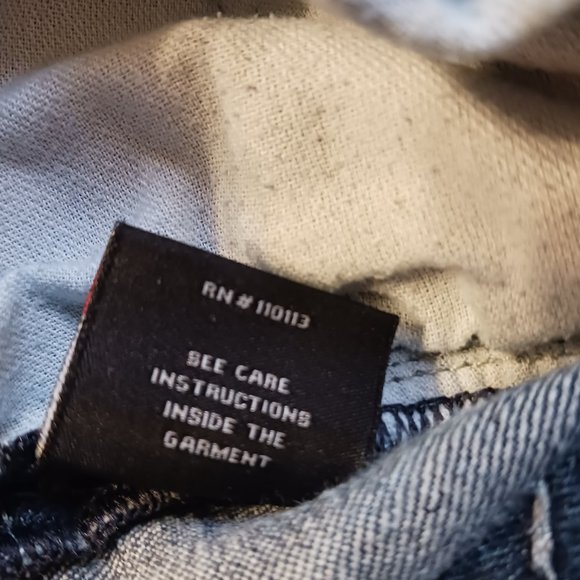 RN # 110113
SEE CARE
INSTRUCTIONS
INSIDE THE
GARMENT